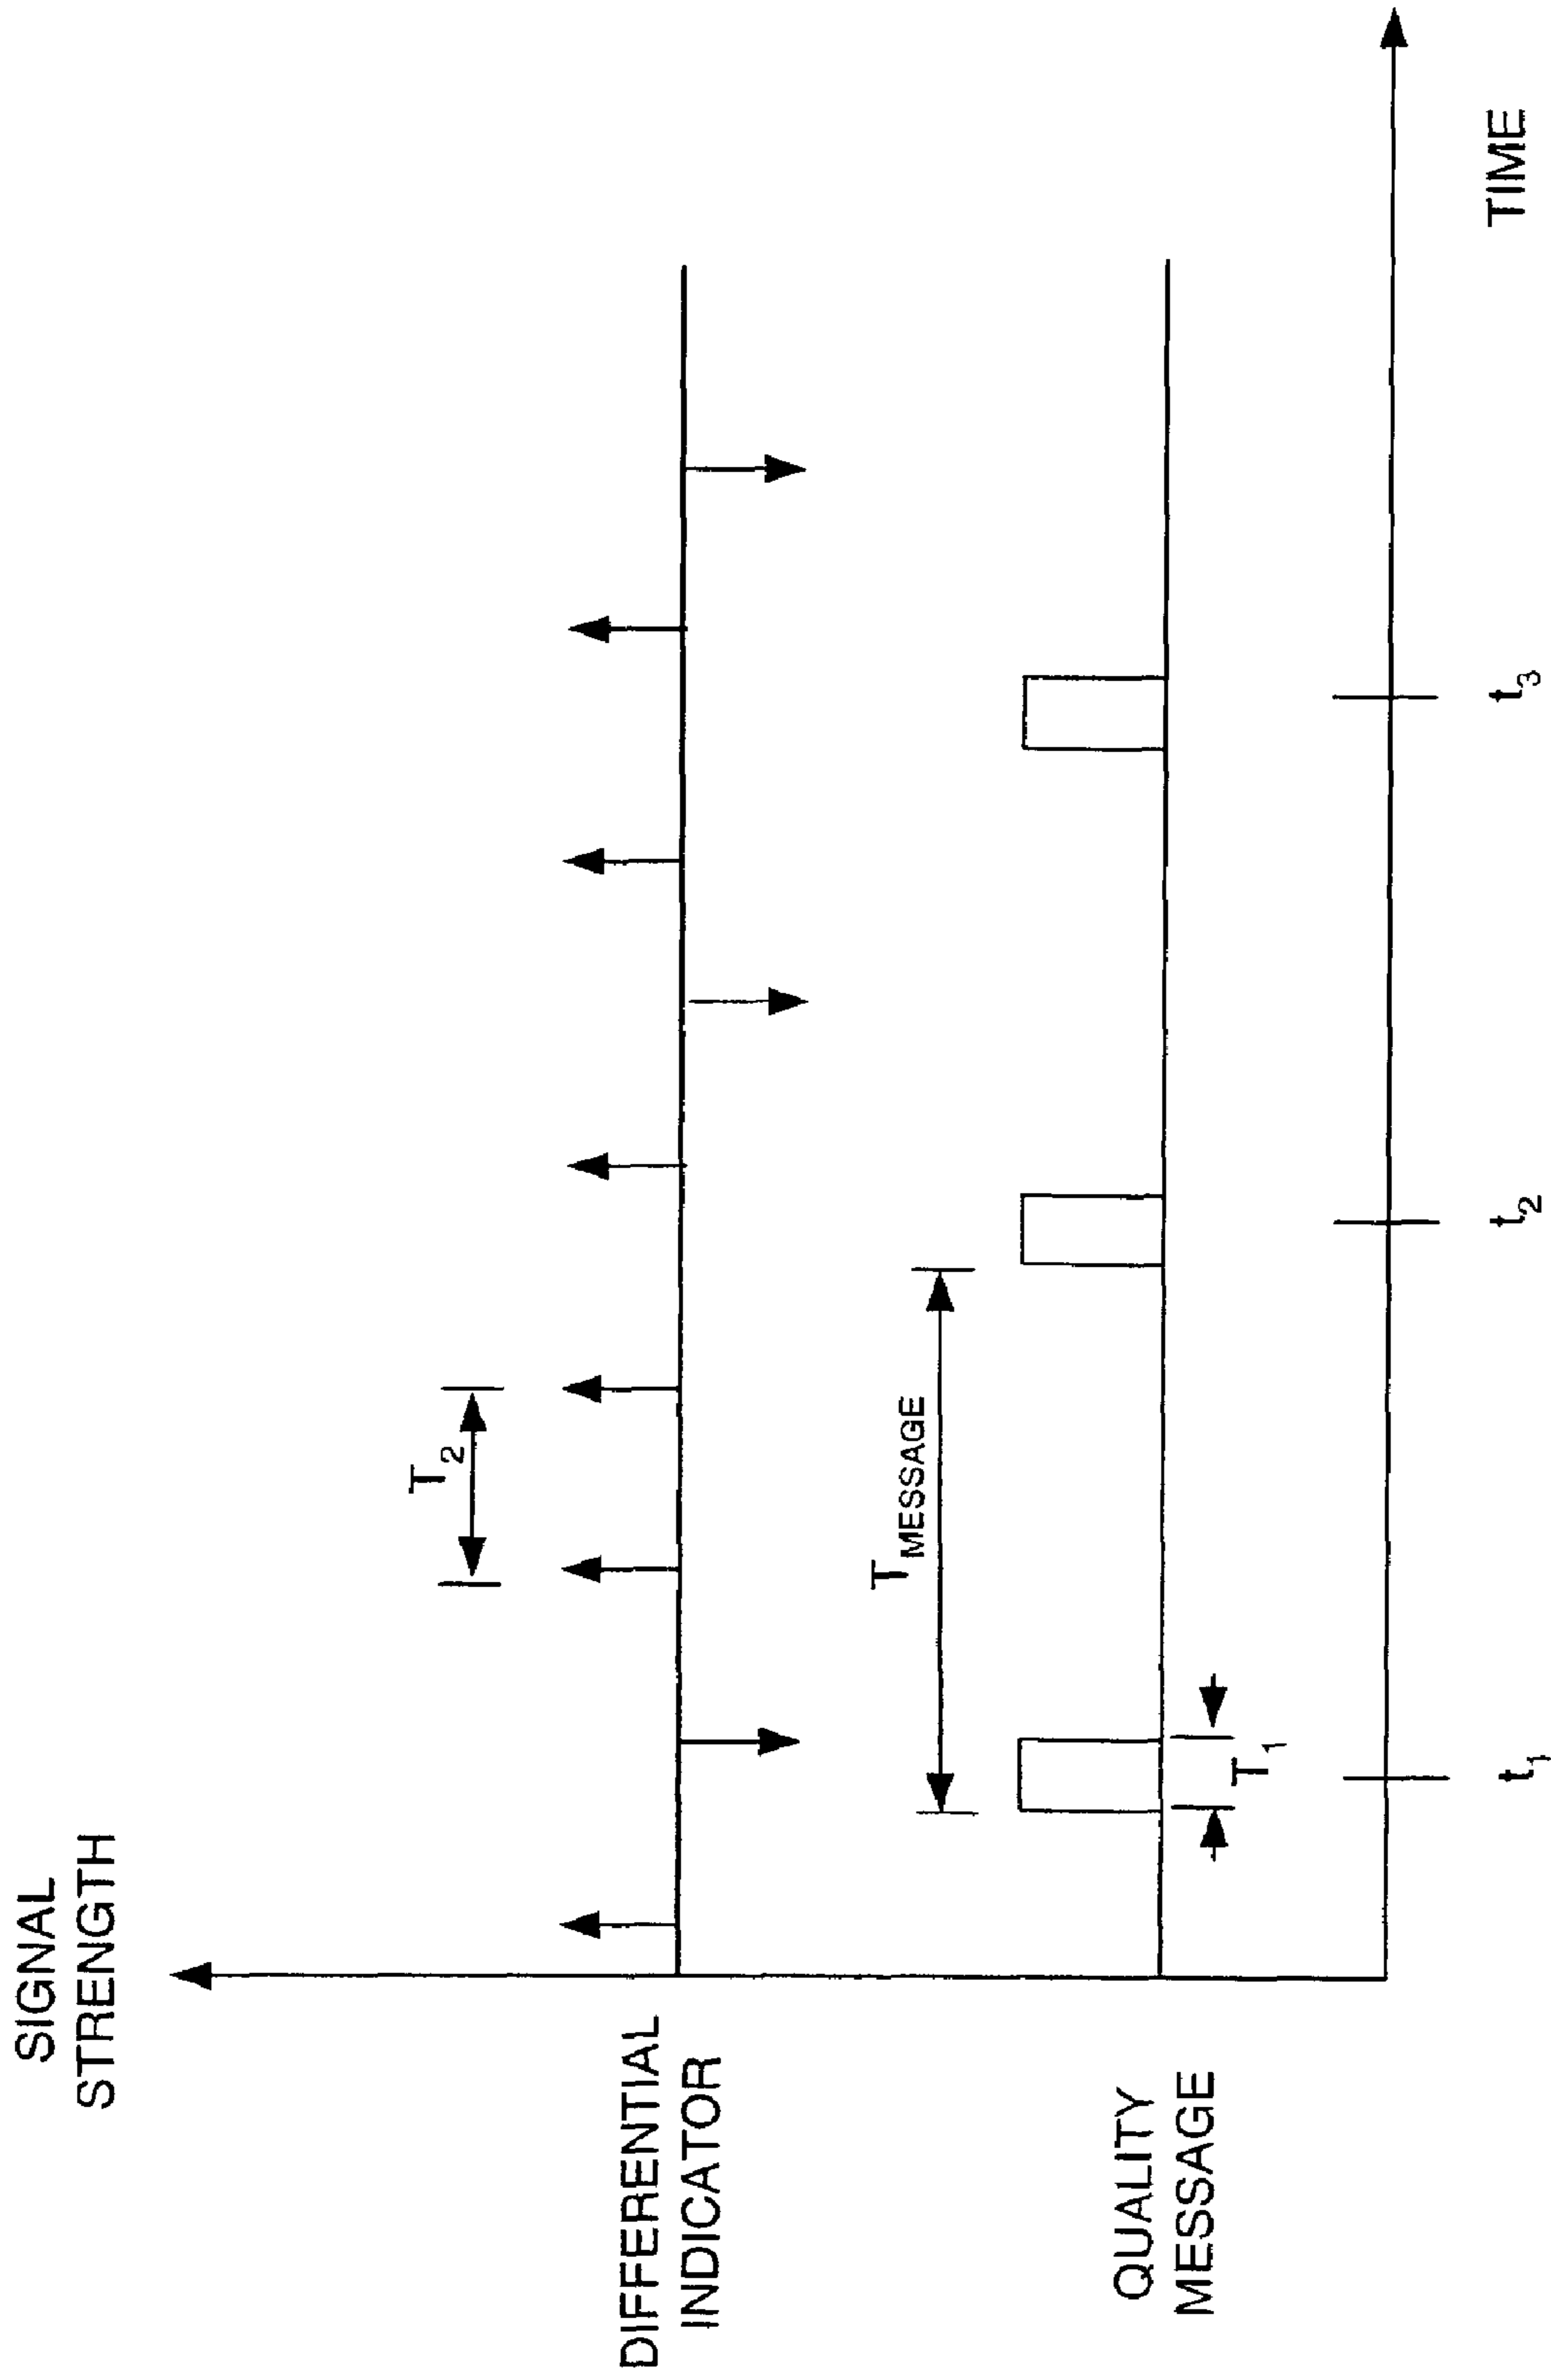 SIGNAL
STRENGTH
T2
DIFFERENTIAL
INDICATOR
TMESSAGE
QUALITY
MESSAGE
T1
t1
t2
t3
TIME